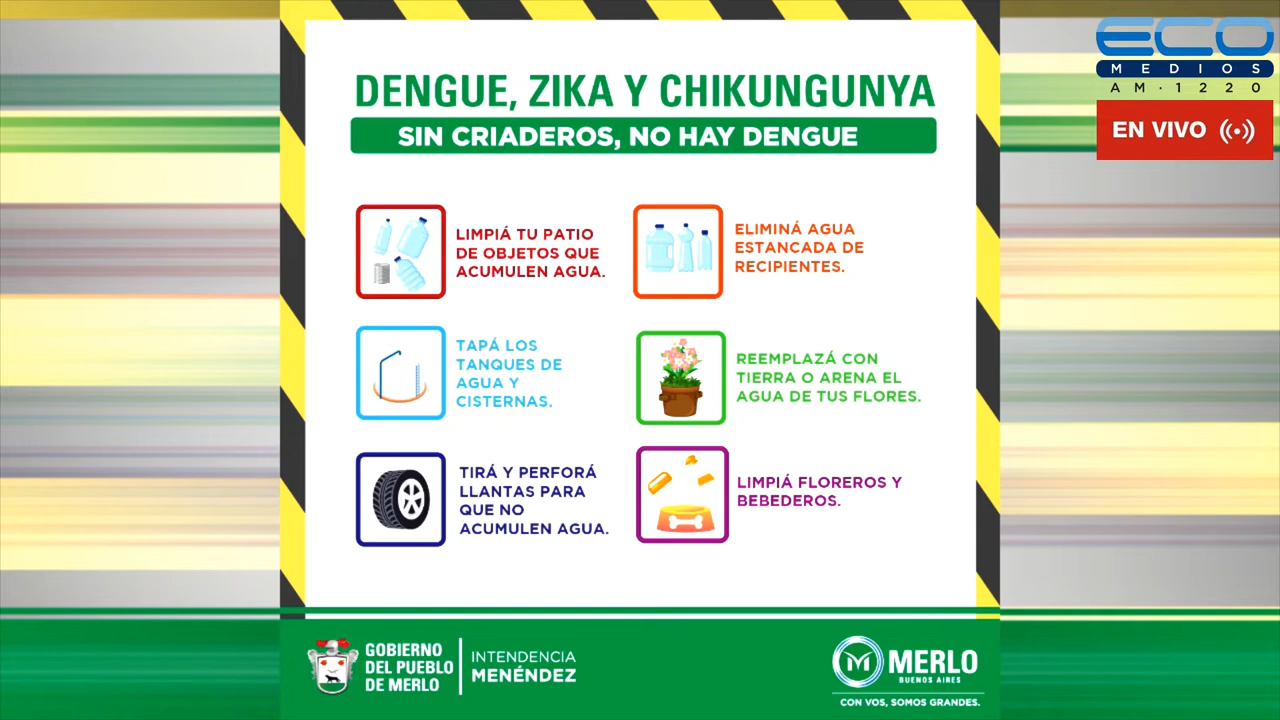 ECO
MEDIOS
AM·1220
EN VIVO
DENGUE, ZIKA Y CHIKUNGUNYA
SIN CRIADEROS, NO HAY DENGUE
LIMPIÁ TU PATIO
DE OBJETOS QUE
ACUMULEN AGUA.
ELIMINÁ AGUA
ESTANCADA DE
RECIPIENTES.
TAPÁ LOS
TANQUES DE
AGUA Y
CISTERNAS.
REEMPLAZÁ CON
TIERRA O ARENA EL
AGUA DE TUS FLORES.
TIRÁ Y PERFORÁ
LLANTAS PARA
QUE NO
ACUMULEN AGUA.
LIMPIÁ FLOREROS Y
BEBEDEROS.
GOBIERNO
DEL PUEBLO
DE MERLO
INTENDENCIA
MENÉNDEZ
MERLO
BUENOS AIRES
CON VOS, SOMOS GRANDES.